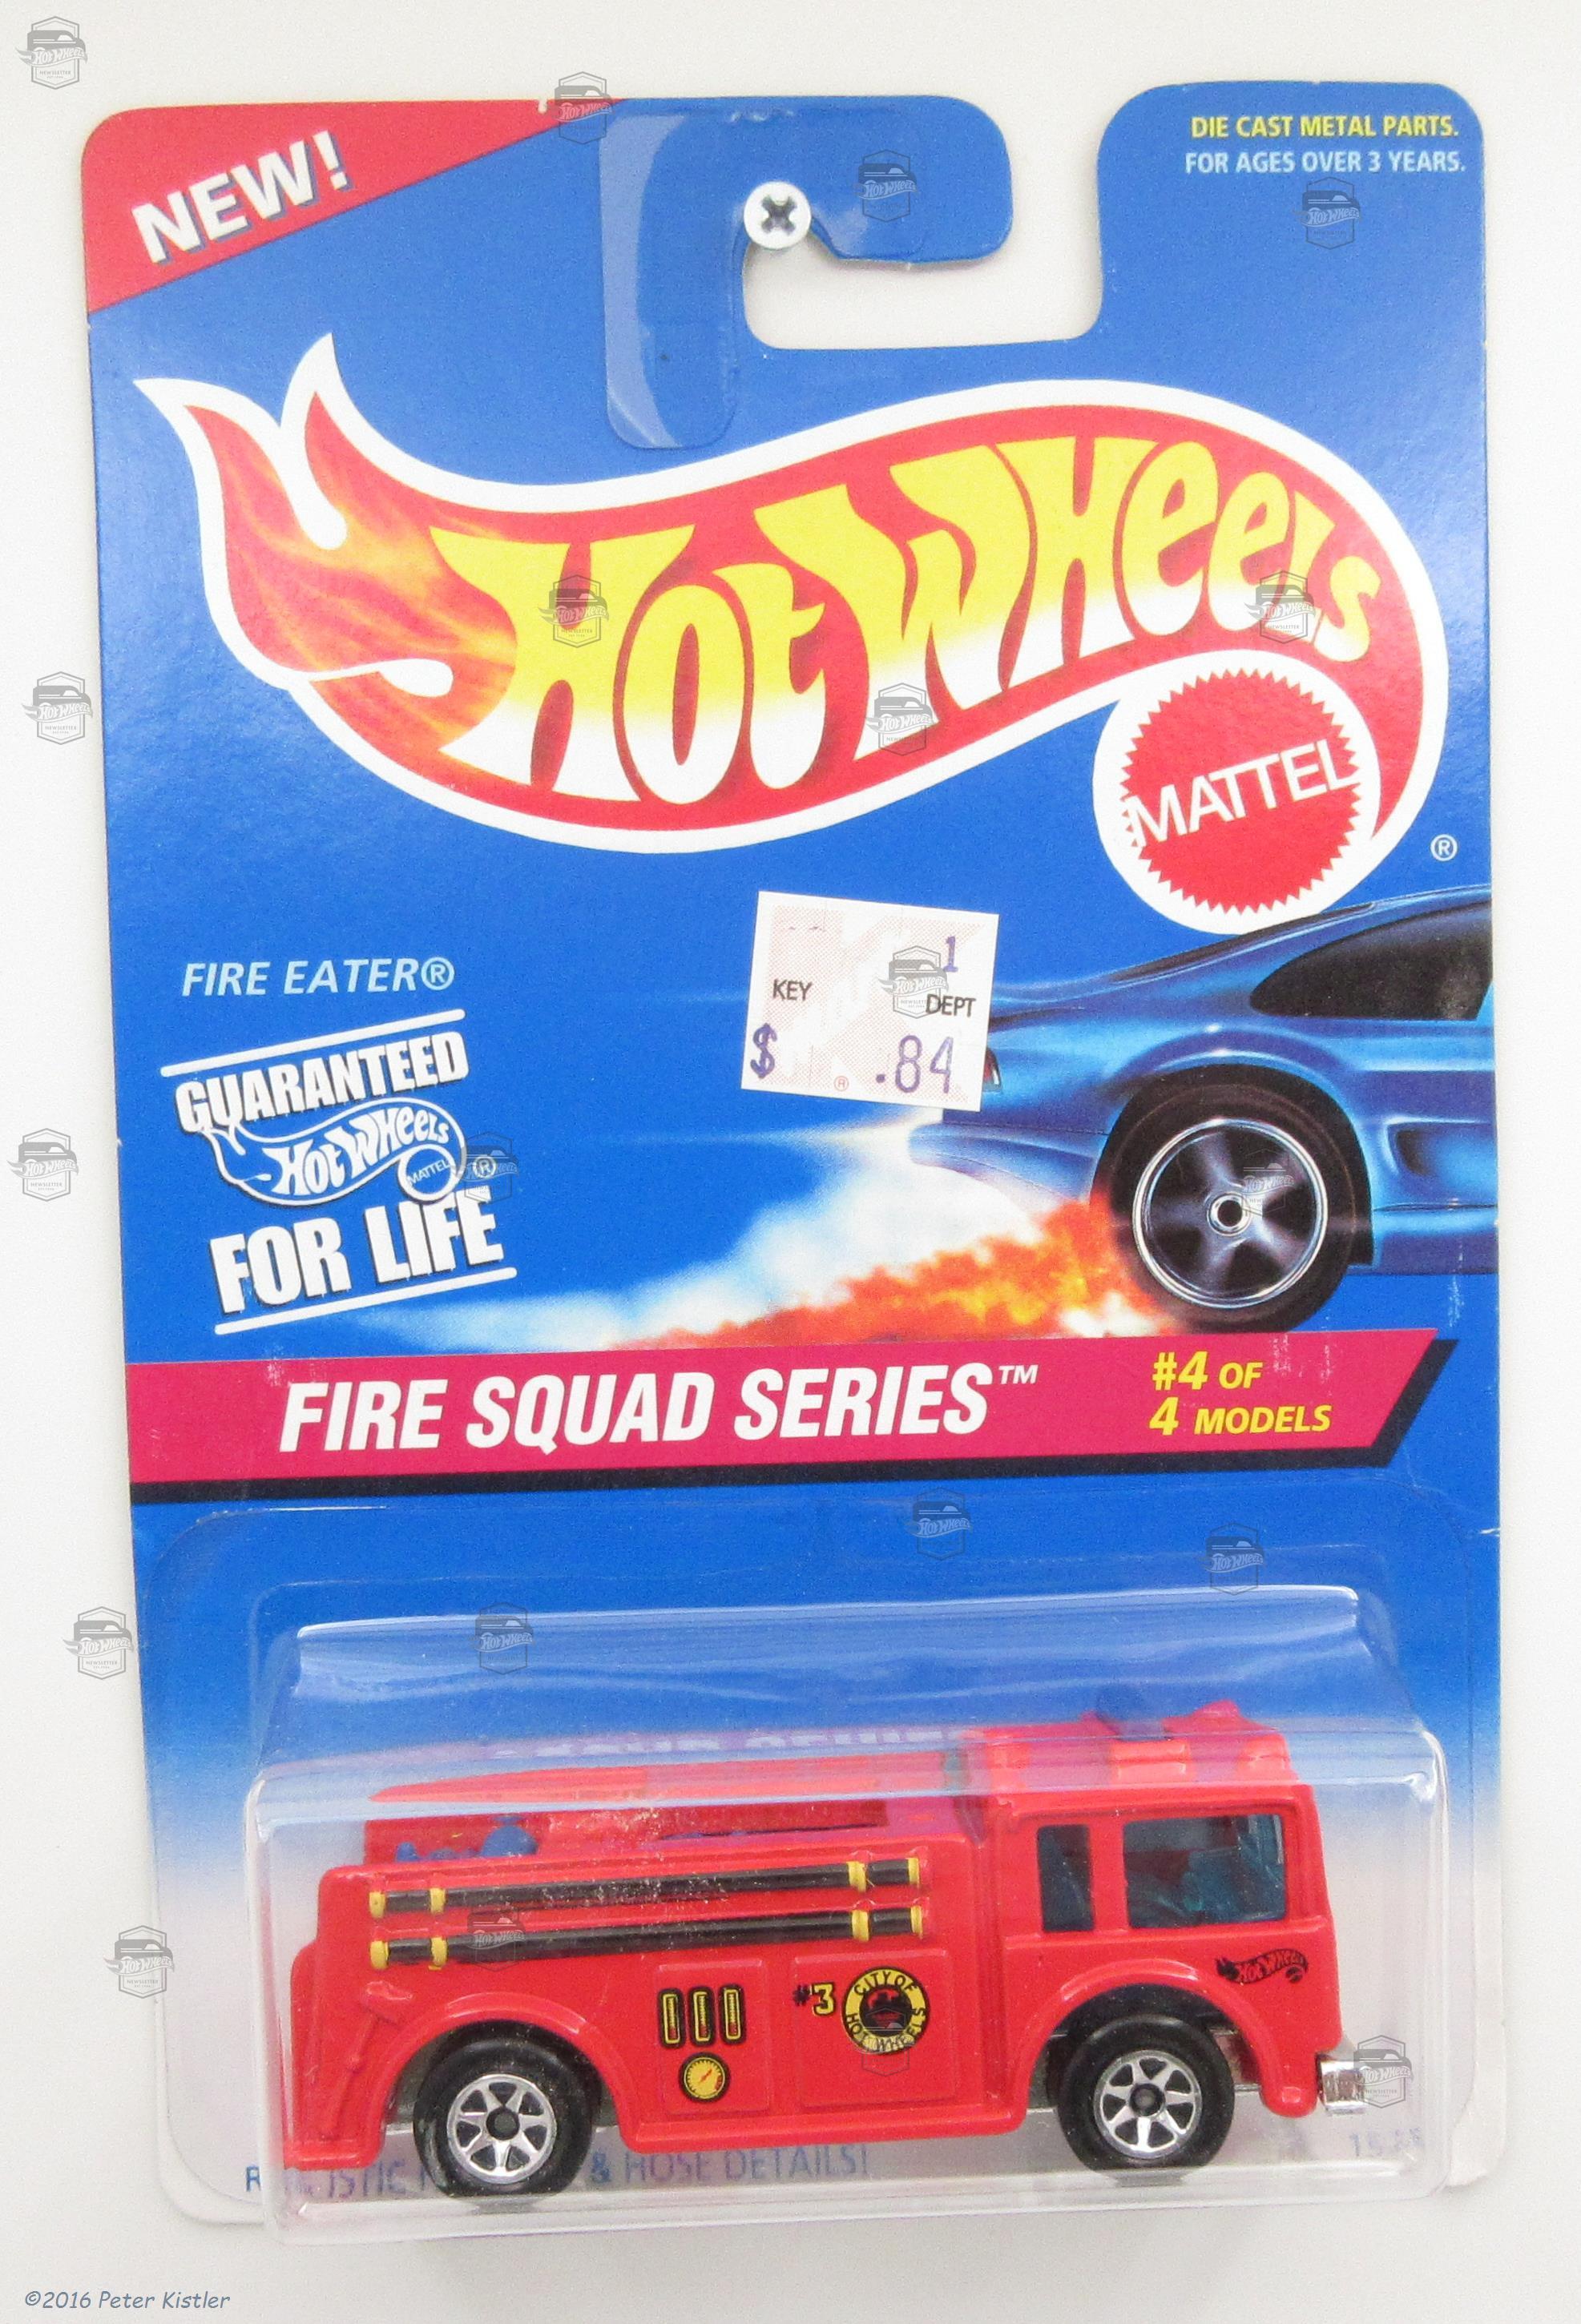 NEW!
DIE CAST METAL PARTS.
FOR AGES OVER 3 YEARS.
HOT WHEELS
MATTEL
®
FIRE EATER®
1
KEY
DEPT
$ .84
®
GUARANTEED
HOT WHEELS
MATTEL
®
FOR LIFE
FIRE SQUAD SERIES™
#4 OF
4 MODELS
HOT WHEELS
#3
CITY OF
HOT WHEELS
& HOSE DETAILS!
©2016 Peter Kistler